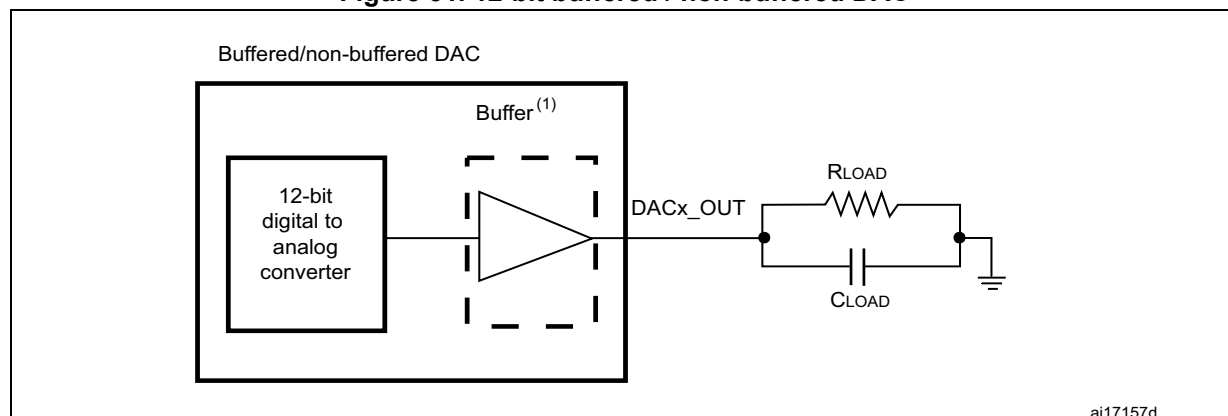 Buffered/non-buffered DAC
Buffer(1)
12-bit
digital to
analog
converter
DACx_OUT
RLOAD
CLOAD
ai17157d